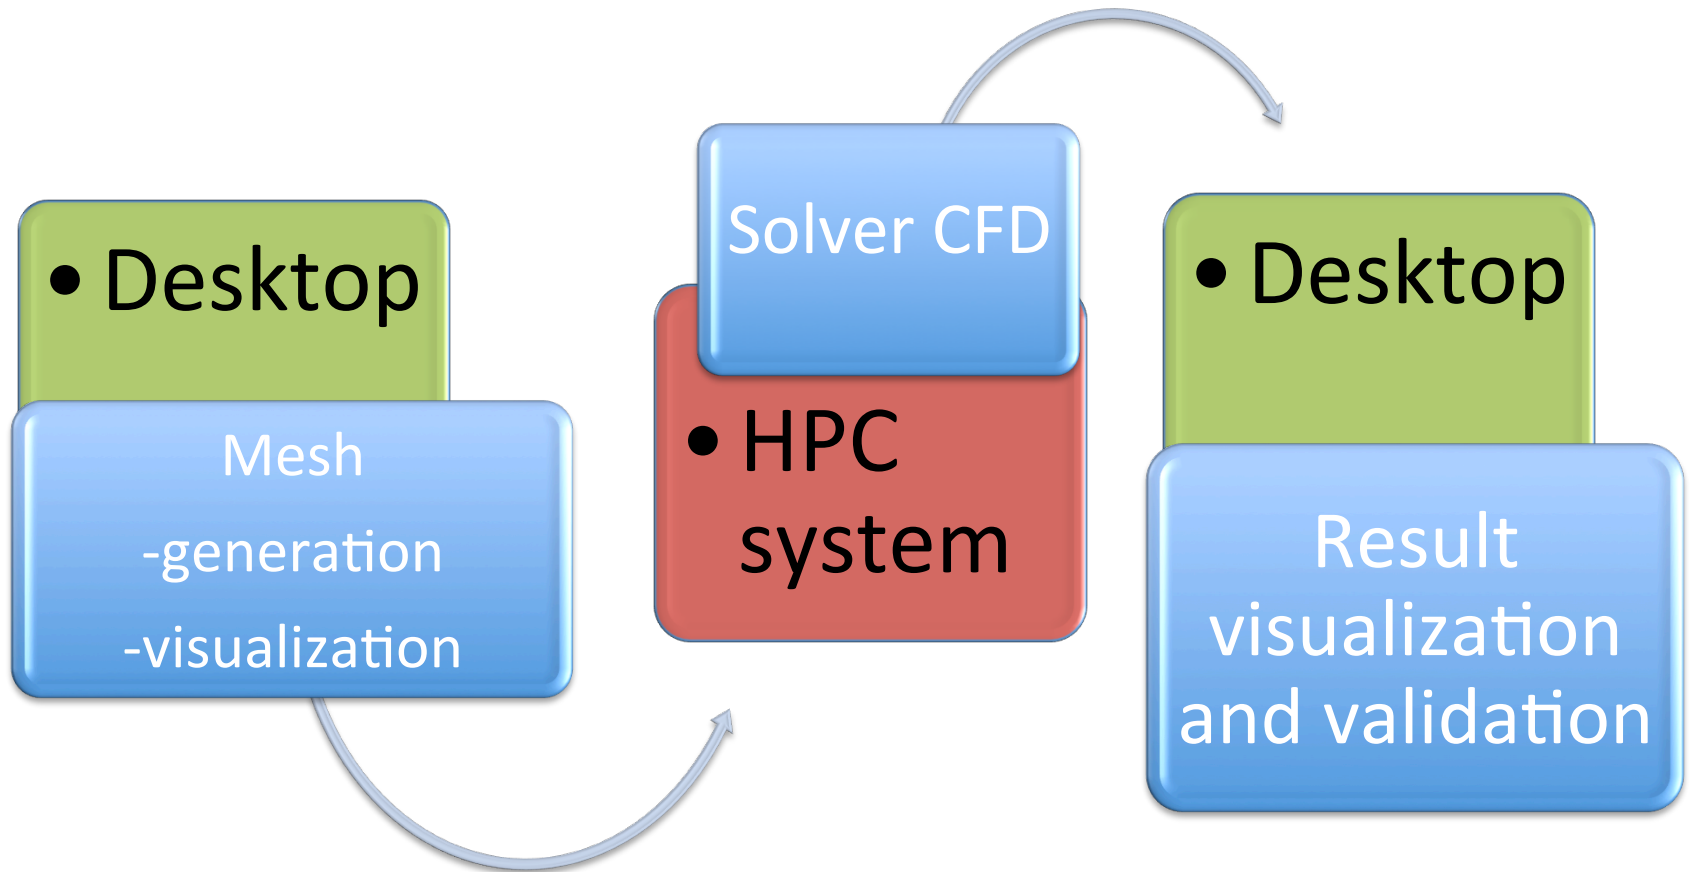 • Desktop
Mesh
-generation
-visualization
Solver CFD
• HPC
system
• Desktop
Result
visualization
and validation